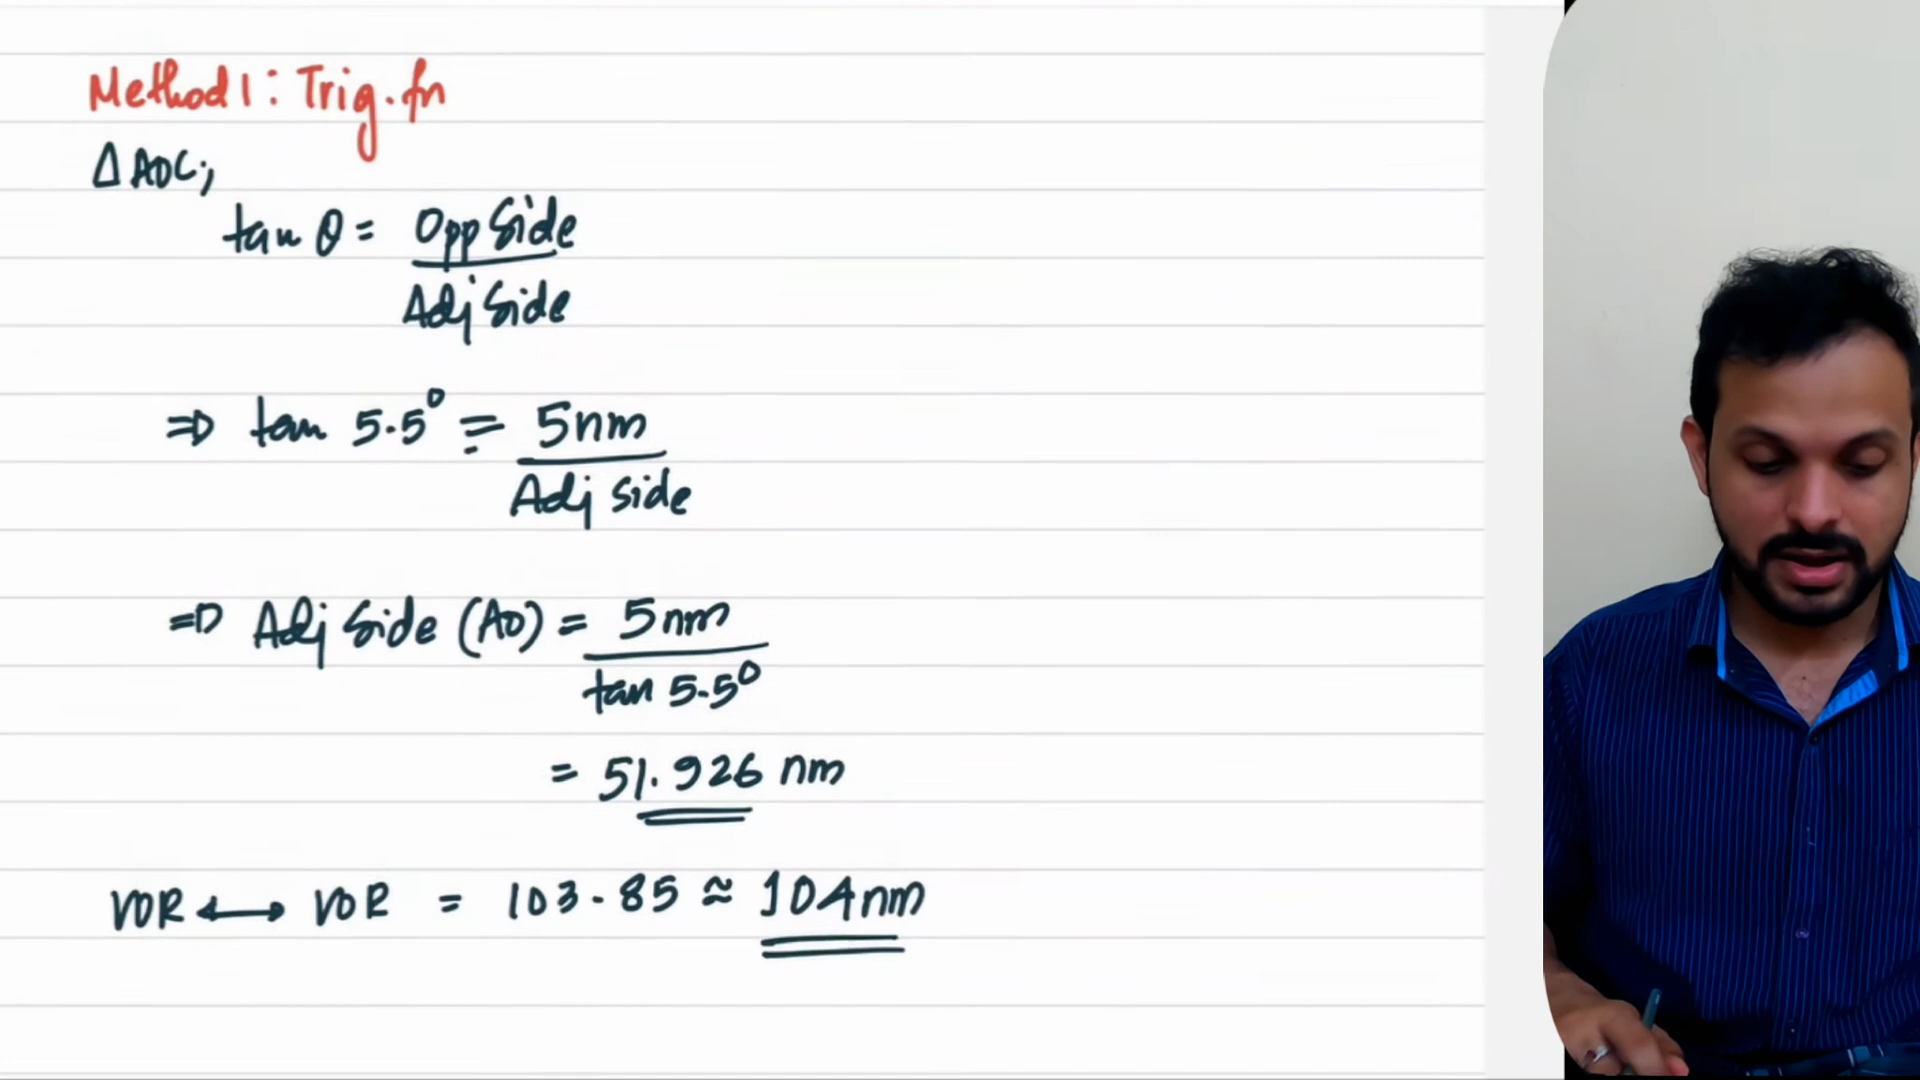 Method 1: Trig. fn
Δ AOC;
tan θ = Opp Side
Adj Side
⇒ tan 5.5° = 5nm
Adj side
⇒ Adj Side (AO) = 5nm
tan 5.5°
= 51.926 nm
VOR ⟷ VOR = 103.85 ≈ 104nm